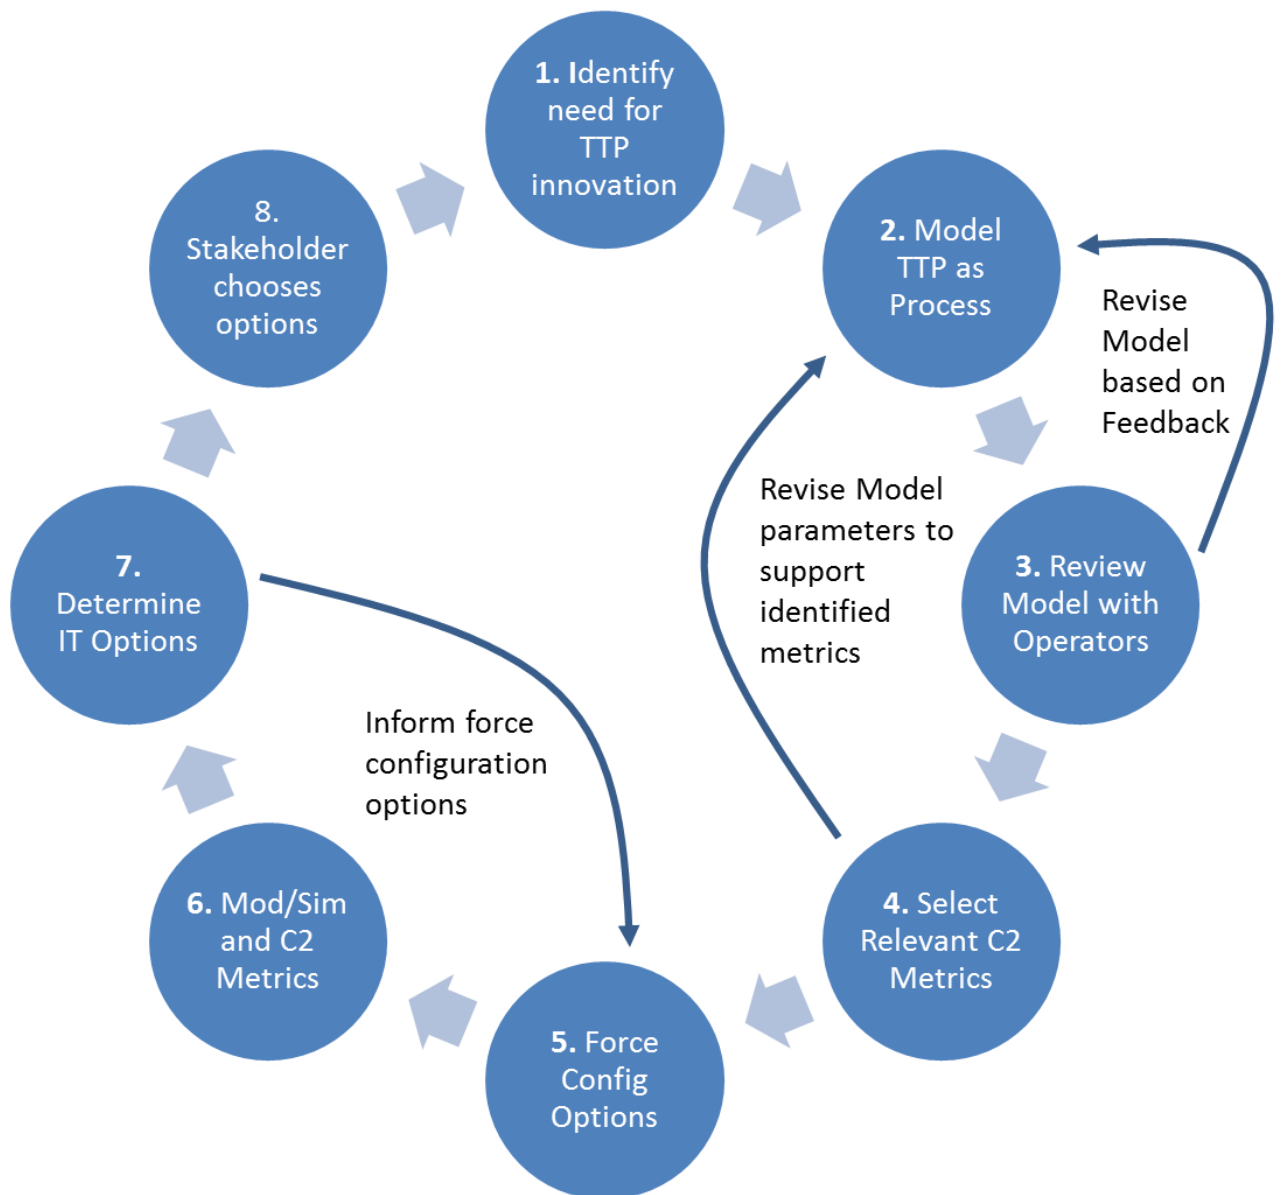 1. Identify
need for
TTP
innovation
2. Model
TTP as
Process
Revise
Model
based on
Feedback
3. Review
Model with
Operators
Revise Model
parameters to
support
identified
metrics
4. Select
Relevant C2
Metrics
5. Force
Config
Options
6. Mod/Sim
and C2
Metrics
7.
Determine
IT Options
Inform force
configuration
options
8.
Stakeholder
chooses
options